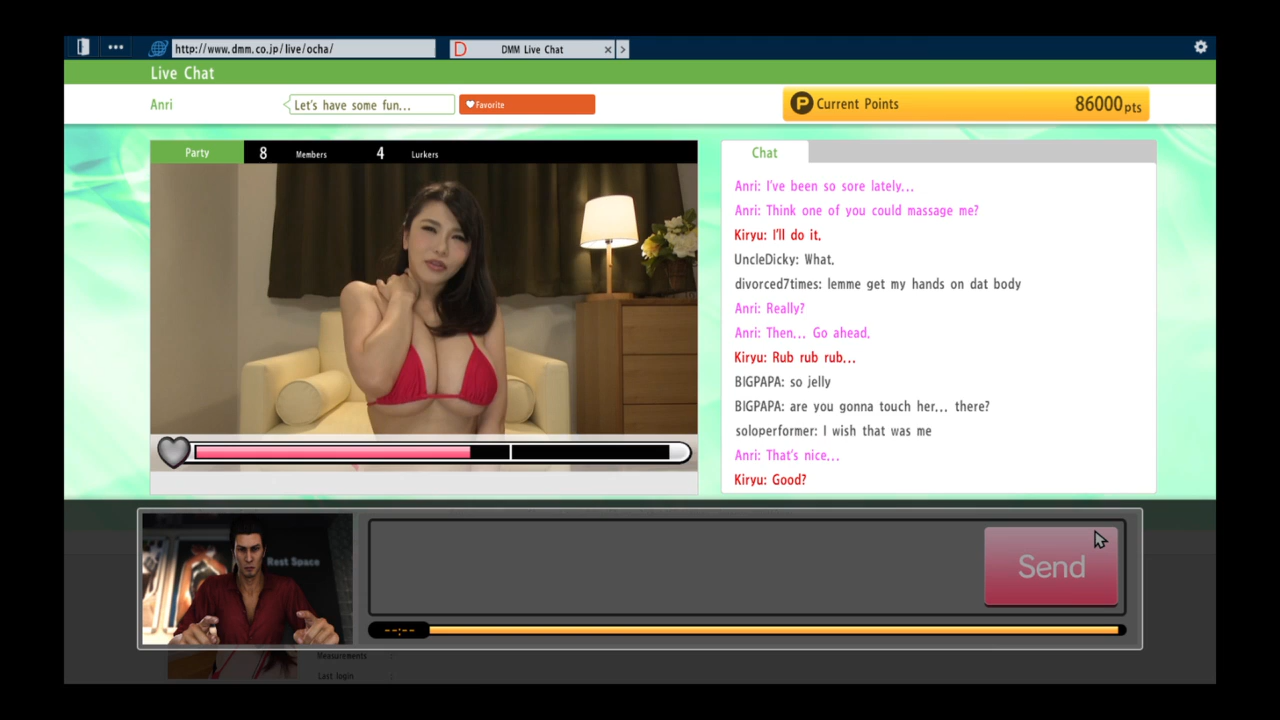 http://www.dmm.co.jp/live/ocha/
D DMM Live Chat
Live Chat
Anri
Let's have some fun...
Favorite
P Current Points 86000pts
Party 8 Members 4 Lurkers
Chat
Anri: I've been so sore lately...
Anri: Think one of you could massage me?
Kiryu: I'll do it.
UncleDicky: What.
divorced7times: lemme get my hands on dat body
Anri: Really?
Anri: Then... Go ahead.
Kiryu: Rub rub rub...
BIGPAPA: so jelly
BIGPAPA: are you gonna touch her... there?
soloperformer: I wish that was me
Anri: That's nice...
Kiryu: Good?
Rest Space
Send
--:--
Measurements :
Last login :